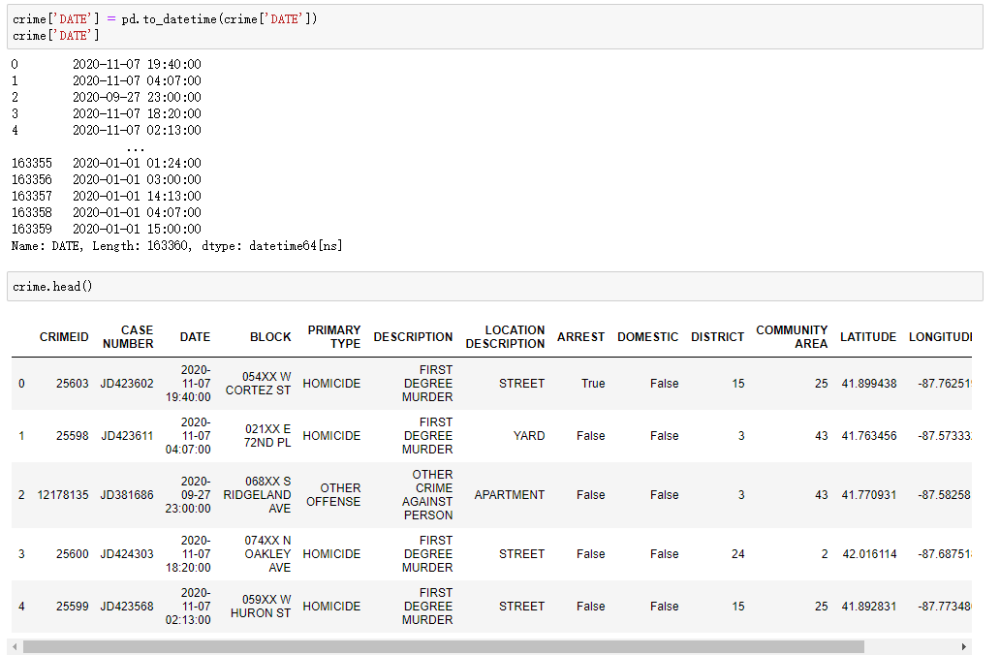 crime['DATE'] = pd.to_datetime(crime['DATE'])
crime['DATE']
0 2020-11-07 19:40:00
1 2020-11-07 04:07:00
2 2020-09-27 23:00:00
3 2020-11-07 18:20:00
4 2020-11-07 02:13:00
...
163355 2020-01-01 01:24:00
163356 2020-01-01 03:00:00
163357 2020-01-01 14:13:00
163358 2020-01-01 04:07:00
163359 2020-01-01 15:00:00
Name: DATE, Length: 163360, dtype: datetime64[ns]
crime.head()
CRIMEID CASE NUMBER DATE BLOCK PRIMARY TYPE DESCRIPTION LOCATION DESCRIPTION ARREST DOMESTIC DISTRICT COMMUNITY AREA LATITUDE LONGITUD
0 25603 JD423602 2020-11-07 19:40:00 054XX W CORTEZ ST HOMICIDE FIRST DEGREE MURDER STREET True False 15 25 41.899438 -87.76251
1 25598 JD423611 2020-11-07 04:07:00 021XX E 72ND PL HOMICIDE FIRST DEGREE MURDER YARD False False 3 43 41.763456 -87.57333
2 12178135 JD381686 2020-09-27 23:00:00 068XX S RIDGELAND AVE OTHER OFFENSE OTHER CRIME AGAINST PERSON APARTMENT False False 3 43 41.770931 -87.58258
3 25600 JD424303 2020-11-07 18:20:00 074XX N OAKLEY AVE HOMICIDE FIRST DEGREE MURDER STREET False False 24 2 42.016114 -87.68751
4 25599 JD423568 2020-11-07 02:13:00 059XX W HURON ST HOMICIDE FIRST DEGREE MURDER STREET False False 15 25 41.892831 -87.77348